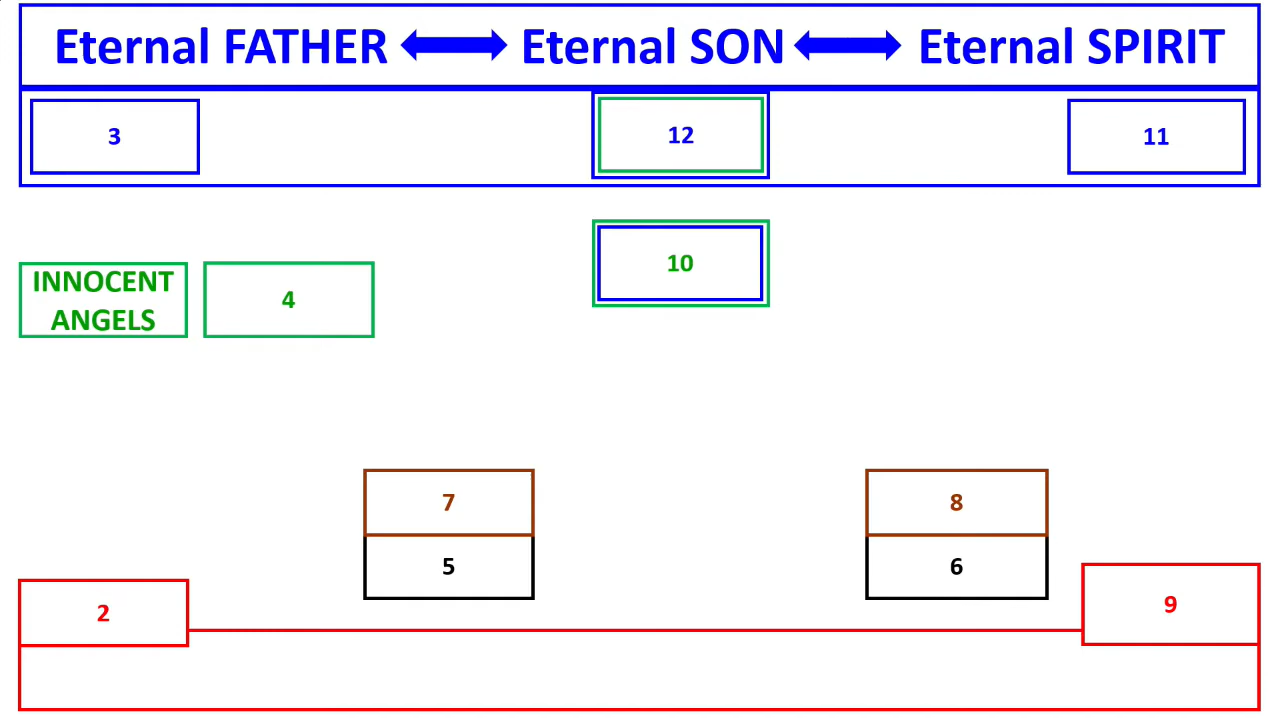 Eternal FATHER Eternal SON Eternal SPIRIT
3 12 11
10
INNOCENT
ANGELS
4
7 8
5 6
2 9